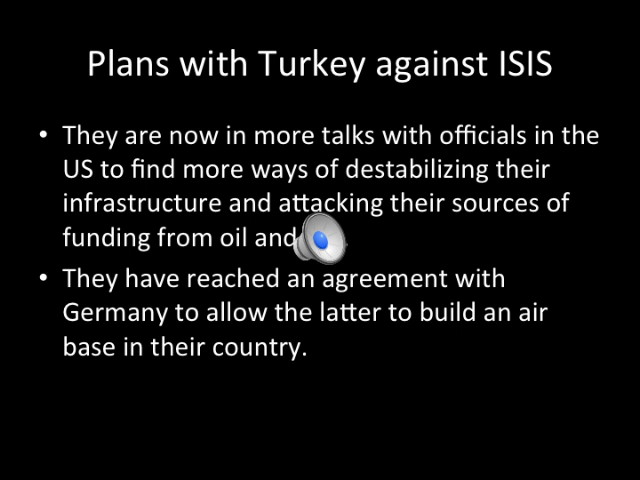 Plans with Turkey against ISIS
• They are now in more talks with officials in the
US to find more ways of destabilizing their
infrastructure and attacking their sources of
funding from oil and
• They have reached an agreement with
Germany to allow the latter to build an air
base in their country.